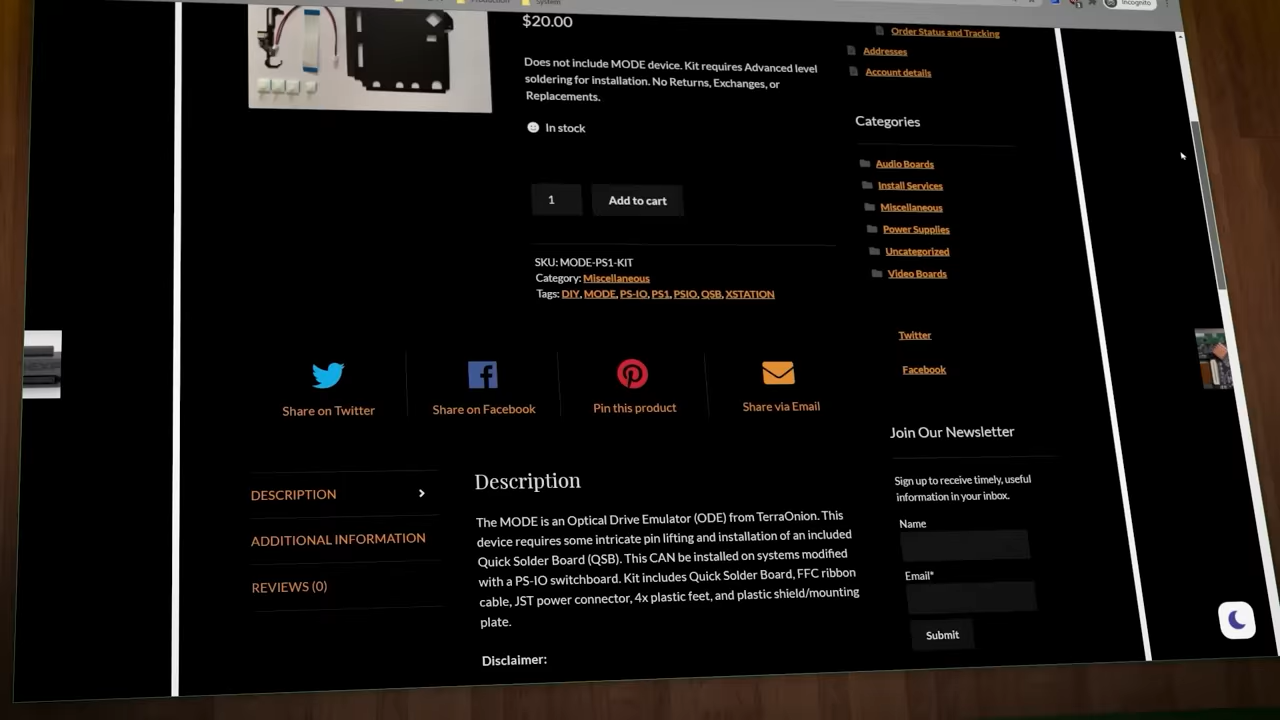 Production
System
Incognito
$20.00
Does not include MODE device. Kit requires Advanced level
soldering for installation. No Returns, Exchanges, or
Replacements.
In stock
1
Add to cart
SKU: MODE-PS1-KIT
Category: Miscellaneous
Tags: DIY, MODE, PS-IO, PS1, PSIO, QSB, XSTATION
Share on Twitter
Share on Facebook
Pin this product
Share via Email
DESCRIPTION
ADDITIONAL INFORMATION
REVIEWS (0)
Description
The MODE is an Optical Drive Emulator (ODE) from TerraOnion. This
device requires some intricate pin lifting and installation of an included
Quick Solder Board (QSB). This CAN be installed on systems modified
with a PS-IO switchboard. Kit includes Quick Solder Board, FFC ribbon
cable, JST power connector, 4x plastic feet, and plastic shield/mounting
plate.
Disclaimer:
Order Status and Tracking
Addresses
Account details
Categories
Audio Boards
Install Services
Miscellaneous
Power Supplies
Uncategorized
Video Boards
Twitter
Facebook
Join Our Newsletter
Sign up to receive timely, useful
information in your inbox.
Name
Email*
Submit